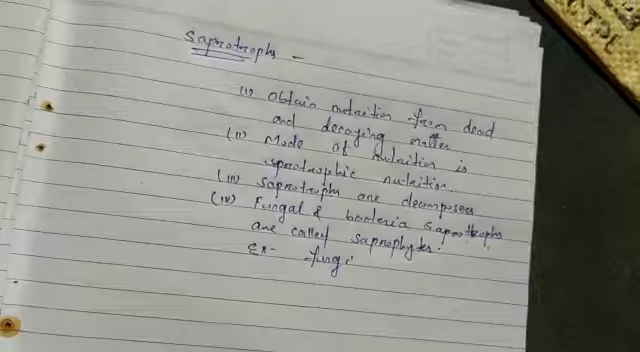 Saprotrophs -
(i) Obtain nutrition from dead
and decaying matter
(ii) Mode of nutrition is
saprotrophic nutrition.
(iii) saprotrophs are decomposers
(iv) Fungal & bacteria saprotrophs
are called saprophytes.
Ex- fungi